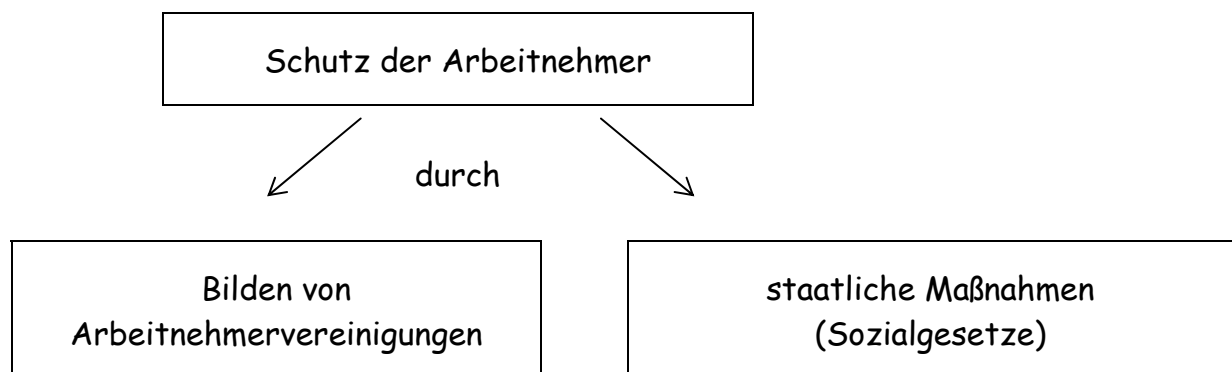 Schutz der Arbeitnehmer
durch
Bilden von
Arbeitnehmervereinigungen
staatliche Maßnahmen
(Sozialgesetze)